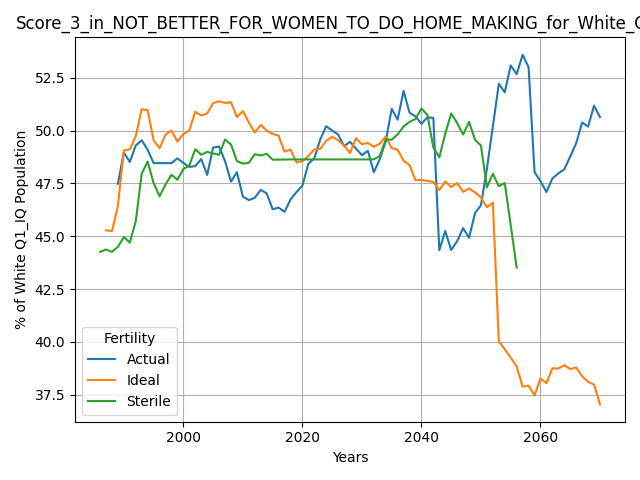 Score_3_in_NOT_BETTER_FOR_WOMEN_TO_DO_HOME_MAKING_for_White_Q
% of White Q1_IQ Population
52.5
50.0
47.5
45.0
42.5
40.0
37.5
Fertility
Actual
Ideal
Sterile
2000
2020
2040
2060
Years